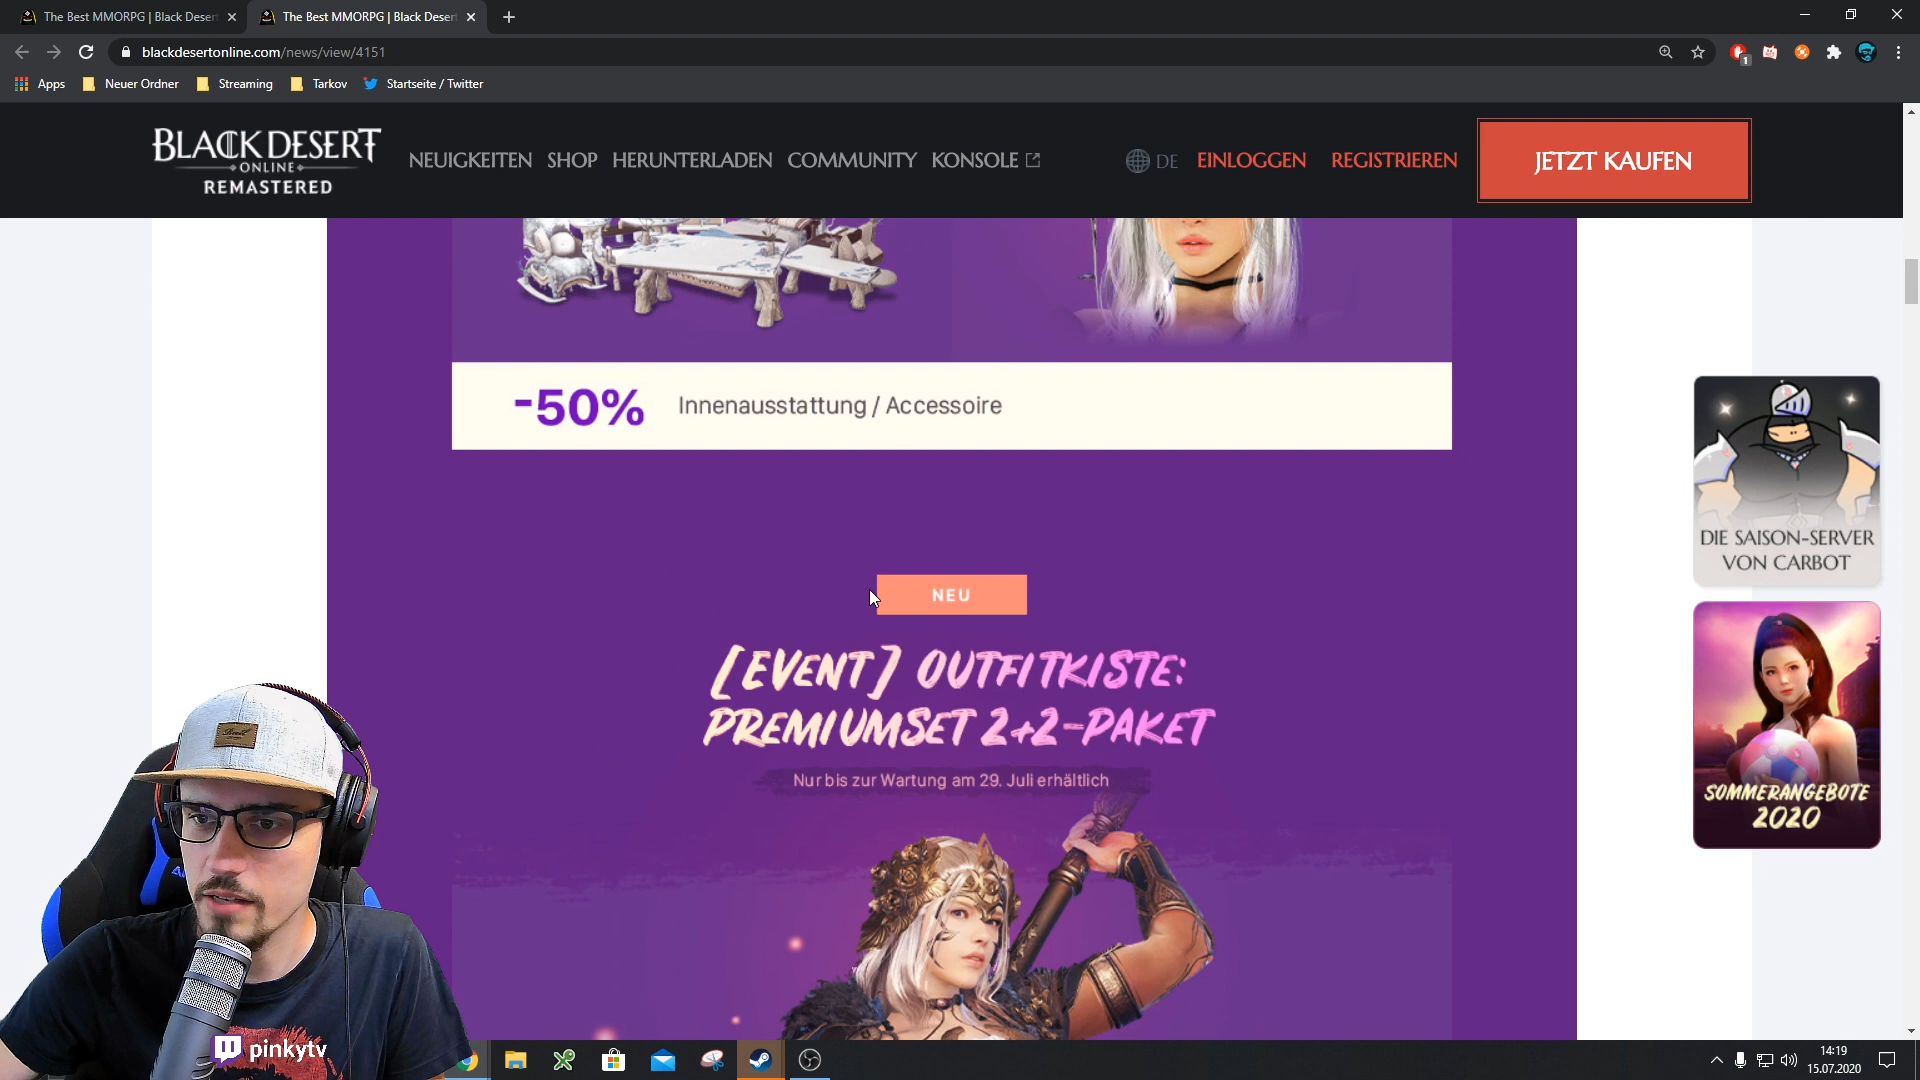 The Best MMORPG | Black Deser
The Best MMORPG | Black Desert
blackdesertonline.com/news/view/4151
1
Apps
Neuer Ordner
Streaming
Tarkov
Startseite / Twitter
BLACK DESERT
ONLINE
REMASTERED
NEUIGKEITEN
SHOP
HERUNTERLADEN
COMMUNITY
KONSOLE
DE
EINLOGGEN
REGISTRIEREN
JETZT KAUFEN
-50%
Innenausstattung / Accessoire
NEU
[EVENT] OUTFITKISTE:
PREMIUMSET 2+2-PAKET
Nur bis zur Wartung am 29. Juli erhältlich
DIE SAISON-SERVER
VON CARBOT
SOMMERANGEBOTE
2020
pinkytv
14:19
15.07.2020